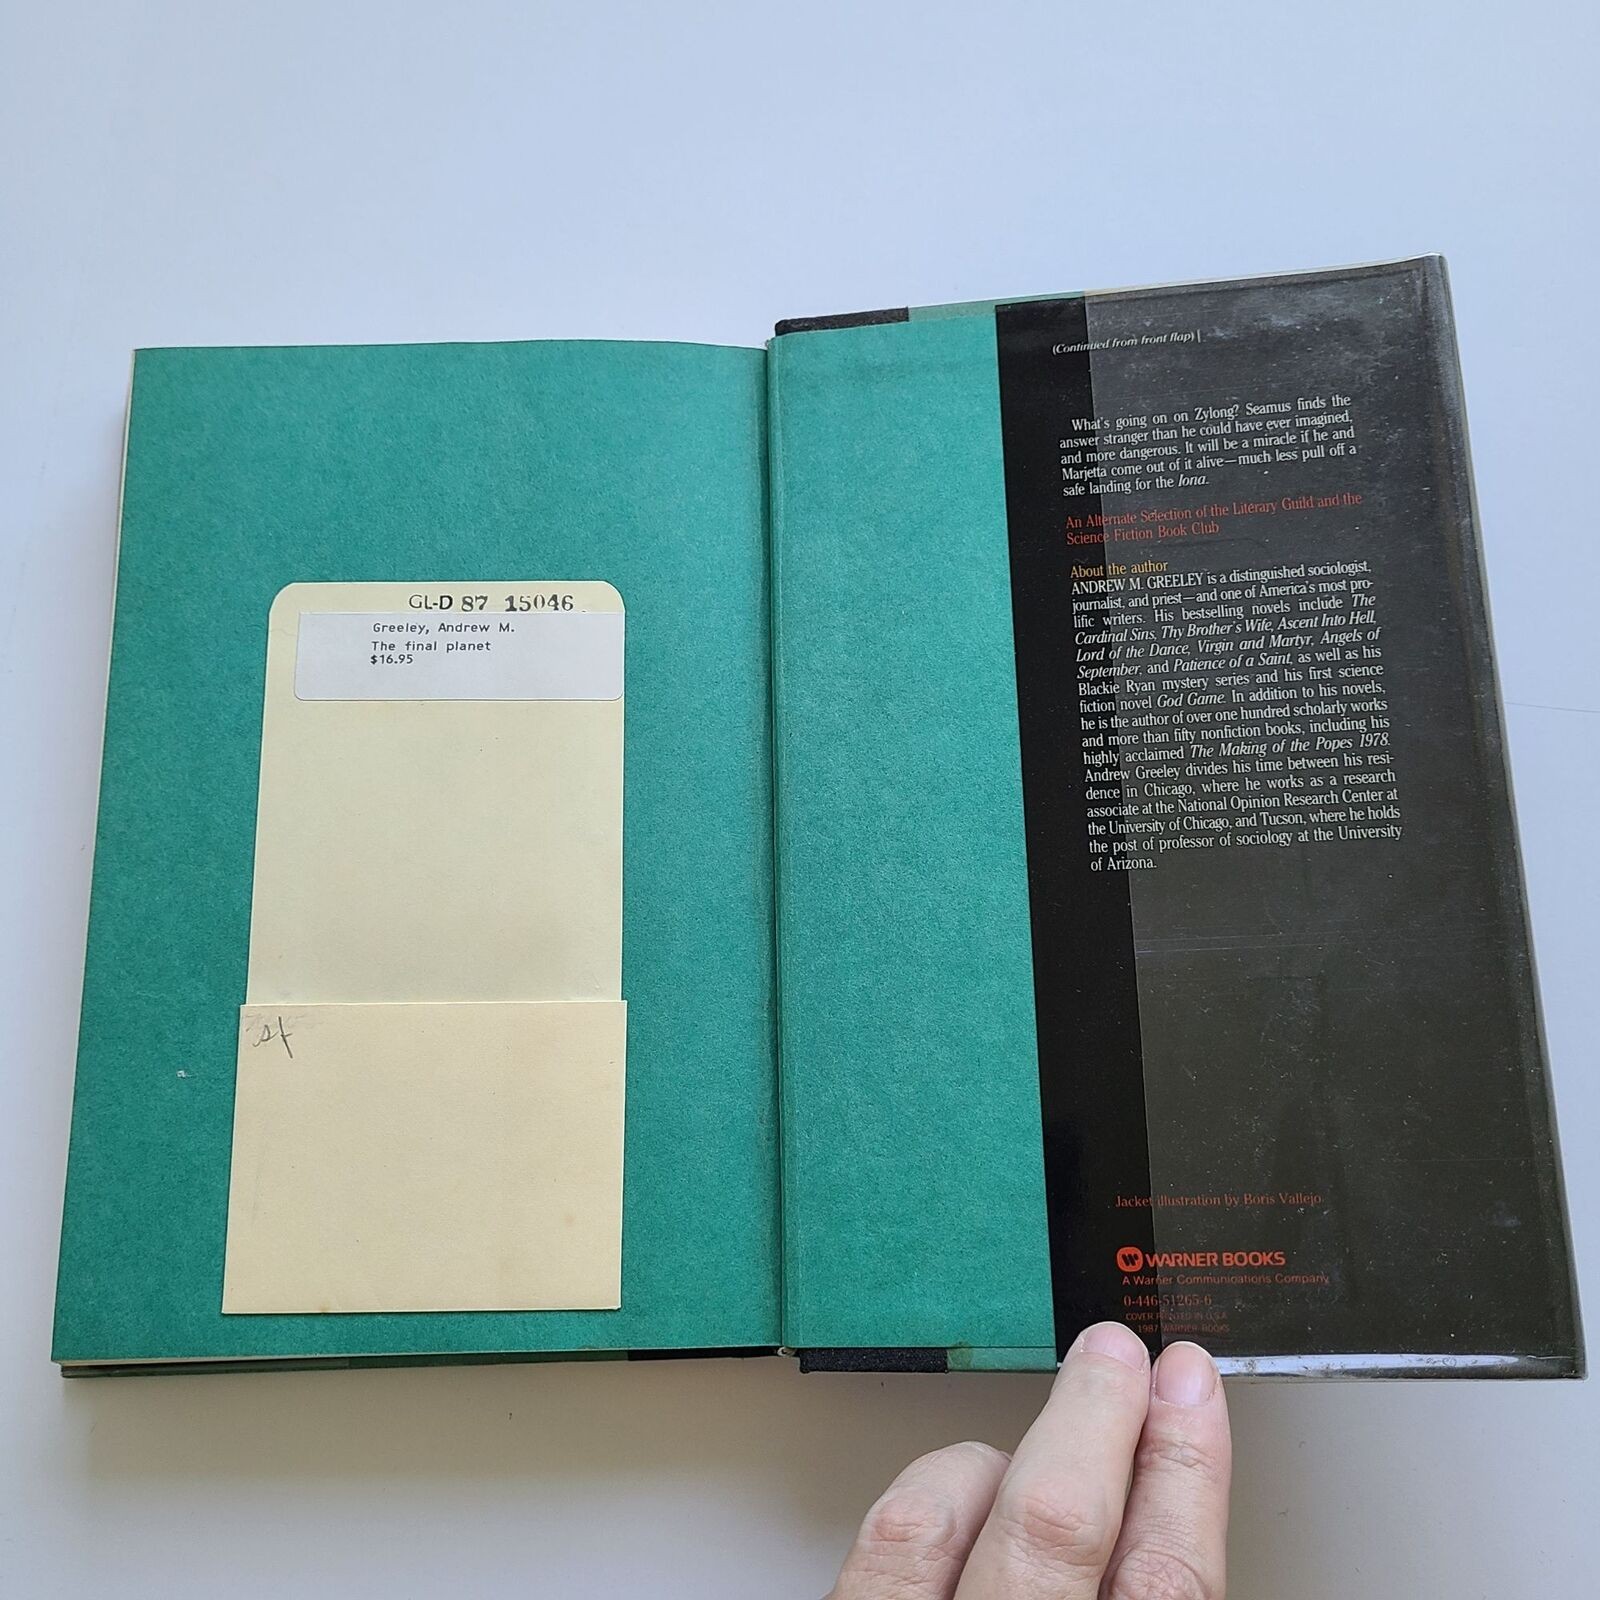 GL-D 87 15046
Greeley, Andrew M.
The final planet
$16.95
sf
(Continued from front flap)
What's going on on Zylong? Seamus finds the
answer stranger than he could have ever imagined,
and more dangerous. It will be a miracle if he and
Marjetta come out of it alive—much less pull off a
safe landing for the Iona.
An Alternate Selection of the Literary Guild and the
Science Fiction Book Club
About the author
ANDREW M. GREELEY is a distinguished sociologist,
journalist, and priest—and one of America's most pro-
lific writers. His bestselling novels include The
Cardinal Sins, Thy Brother's Wife, Ascent Into Hell,
Lord of the Dance, Virgin and Martyr, Angels of
September, and Patience of a Saint, as well as his
Blackie Ryan mystery series and his first science
fiction novel God Game. In addition to his novels,
he is the author of over one hundred scholarly works
and more than fifty nonfiction books, including his
highly acclaimed The Making of the Popes 1978.
Andrew Greeley divides his time between his resi-
dence in Chicago, where he works as a research
associate at the National Opinion Research Center at
the University of Chicago, and Tucson, where he holds
the post of professor of sociology at the University
of Arizona.
Jacket illustration by Boris Vallejo
WARNER BOOKS
A Warner Communications Company
0-446-51265-6
COVER PRINTED IN U.S.A.
1987 WARNER BOOKS